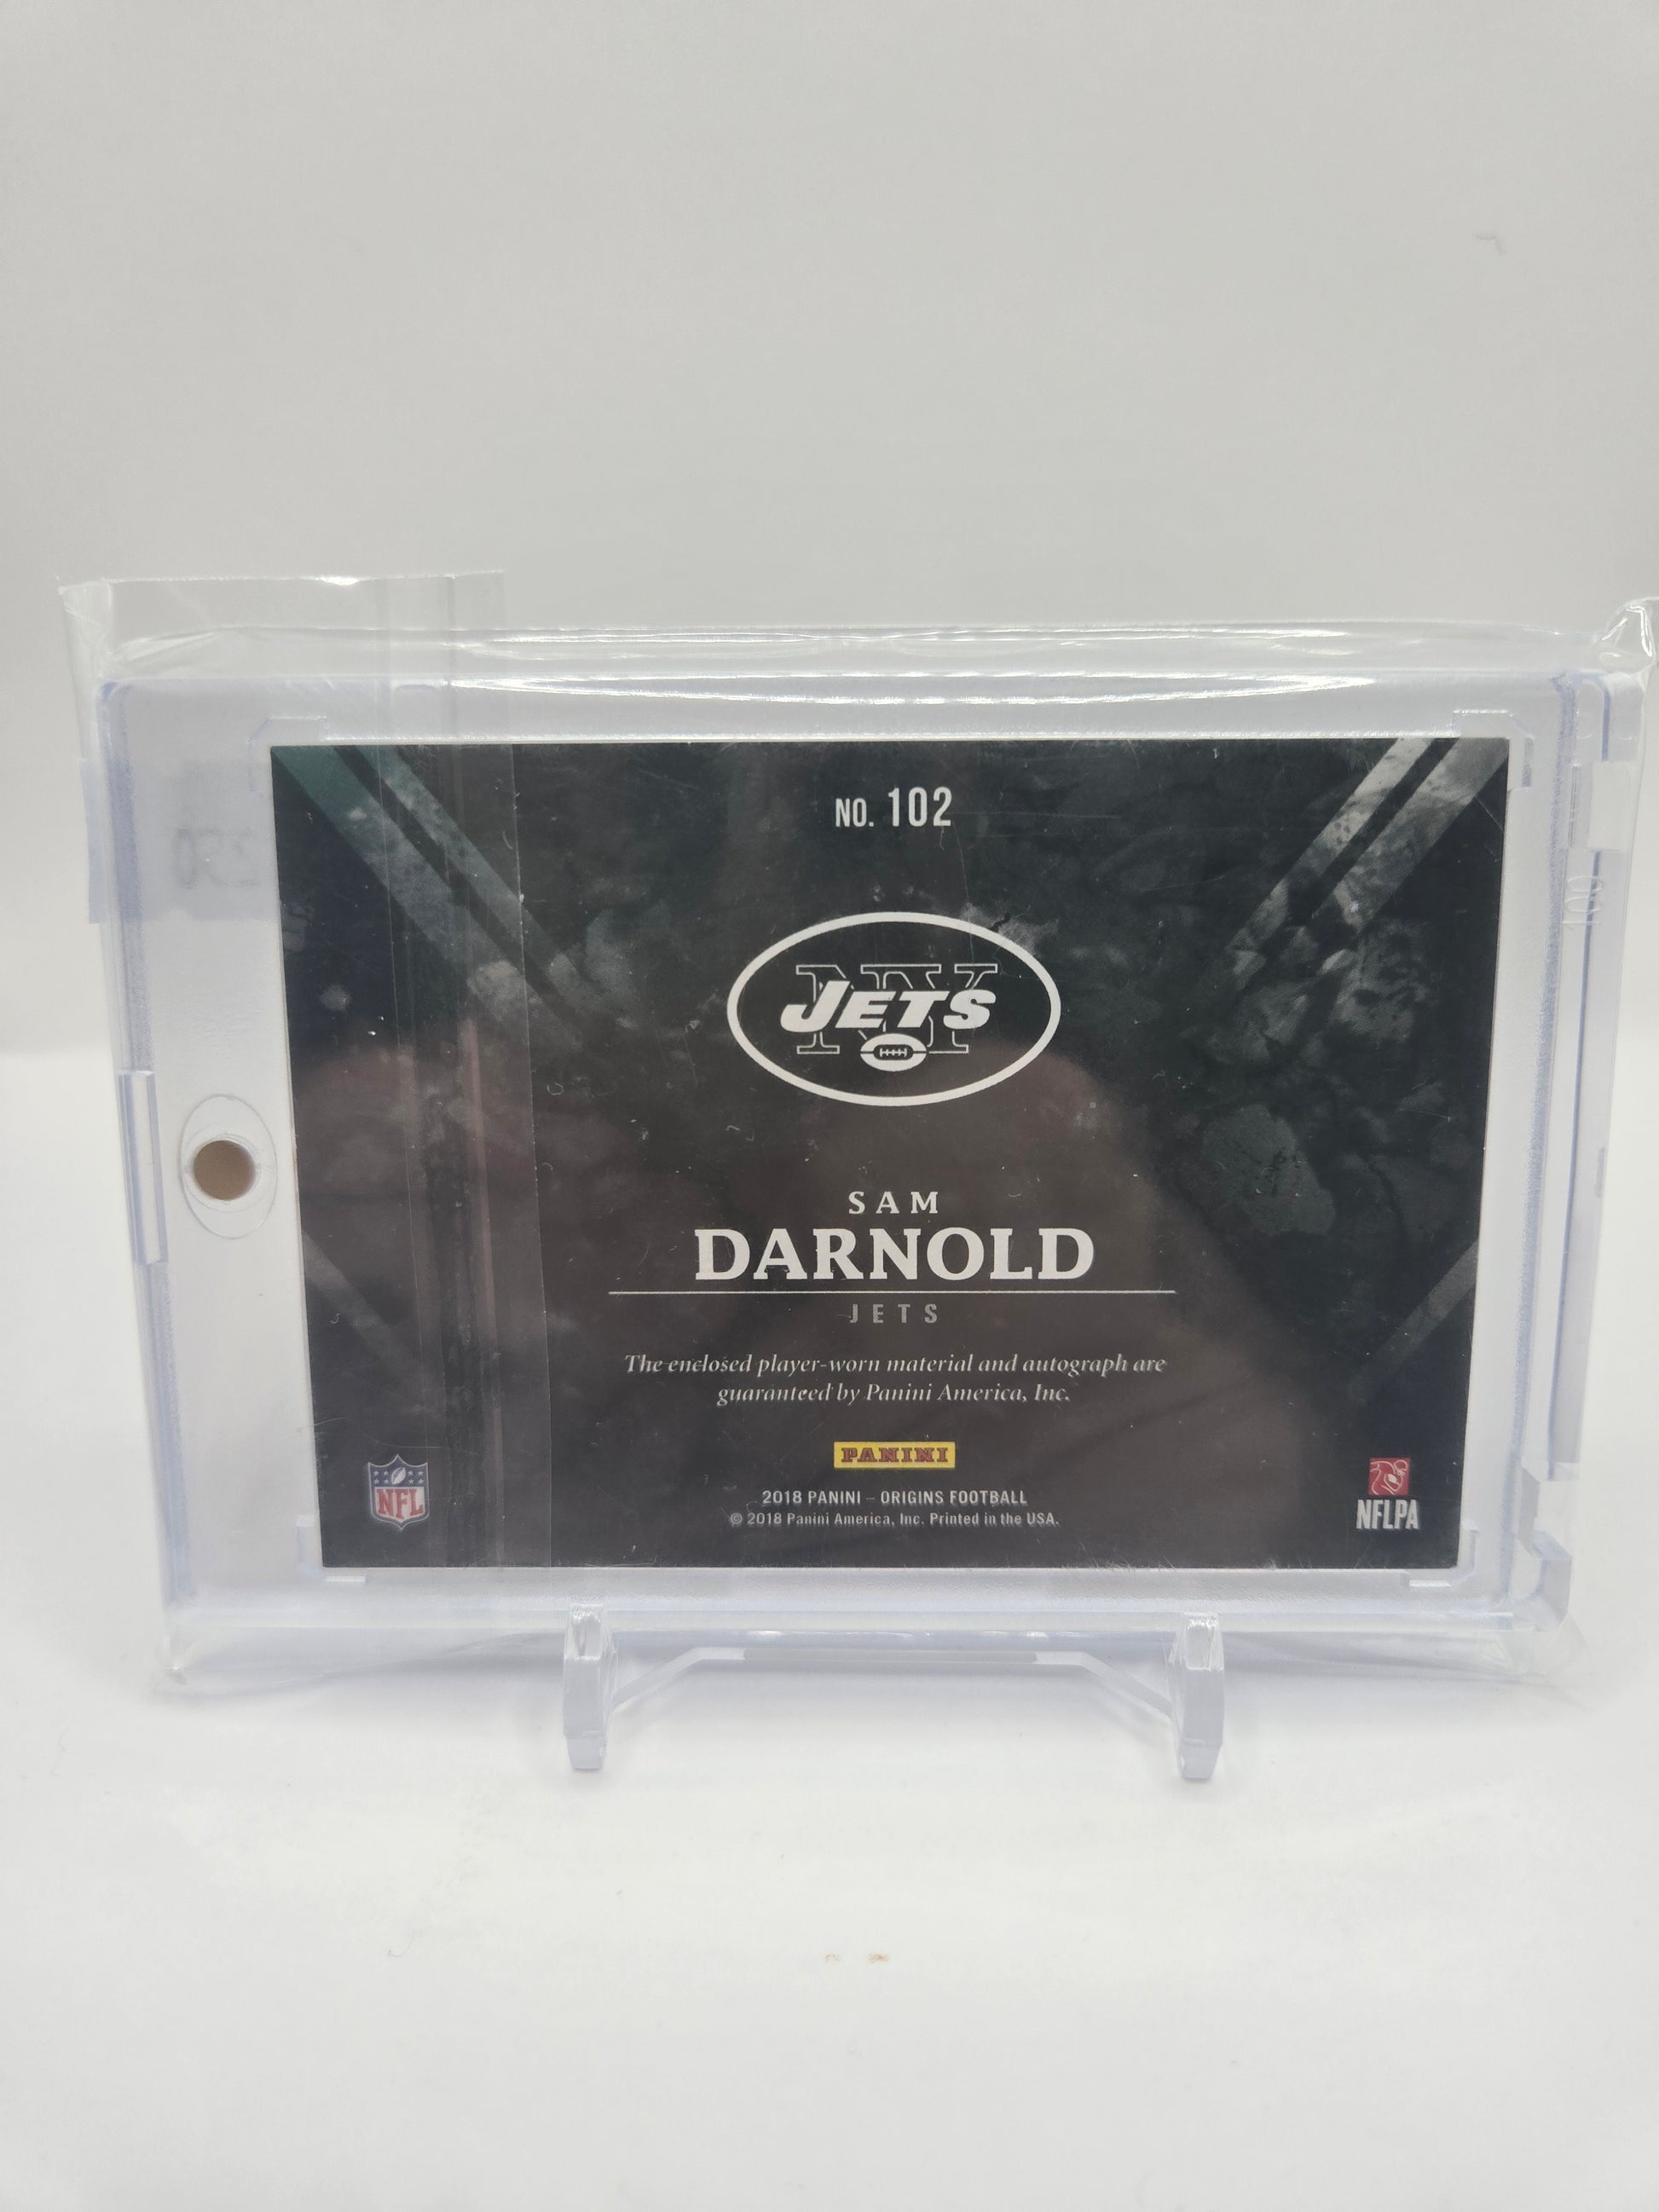 NO. 102
NY
JETS
SAM
DARNOLD
JETS
The enclosed player-worn material and autograph are
guaranteed by Panini America, Inc.
PANINI
2018 PANINI – ORIGINS FOOTBALL
© 2018 Panini America, Inc. Printed in the USA.
NFL
NFLPA